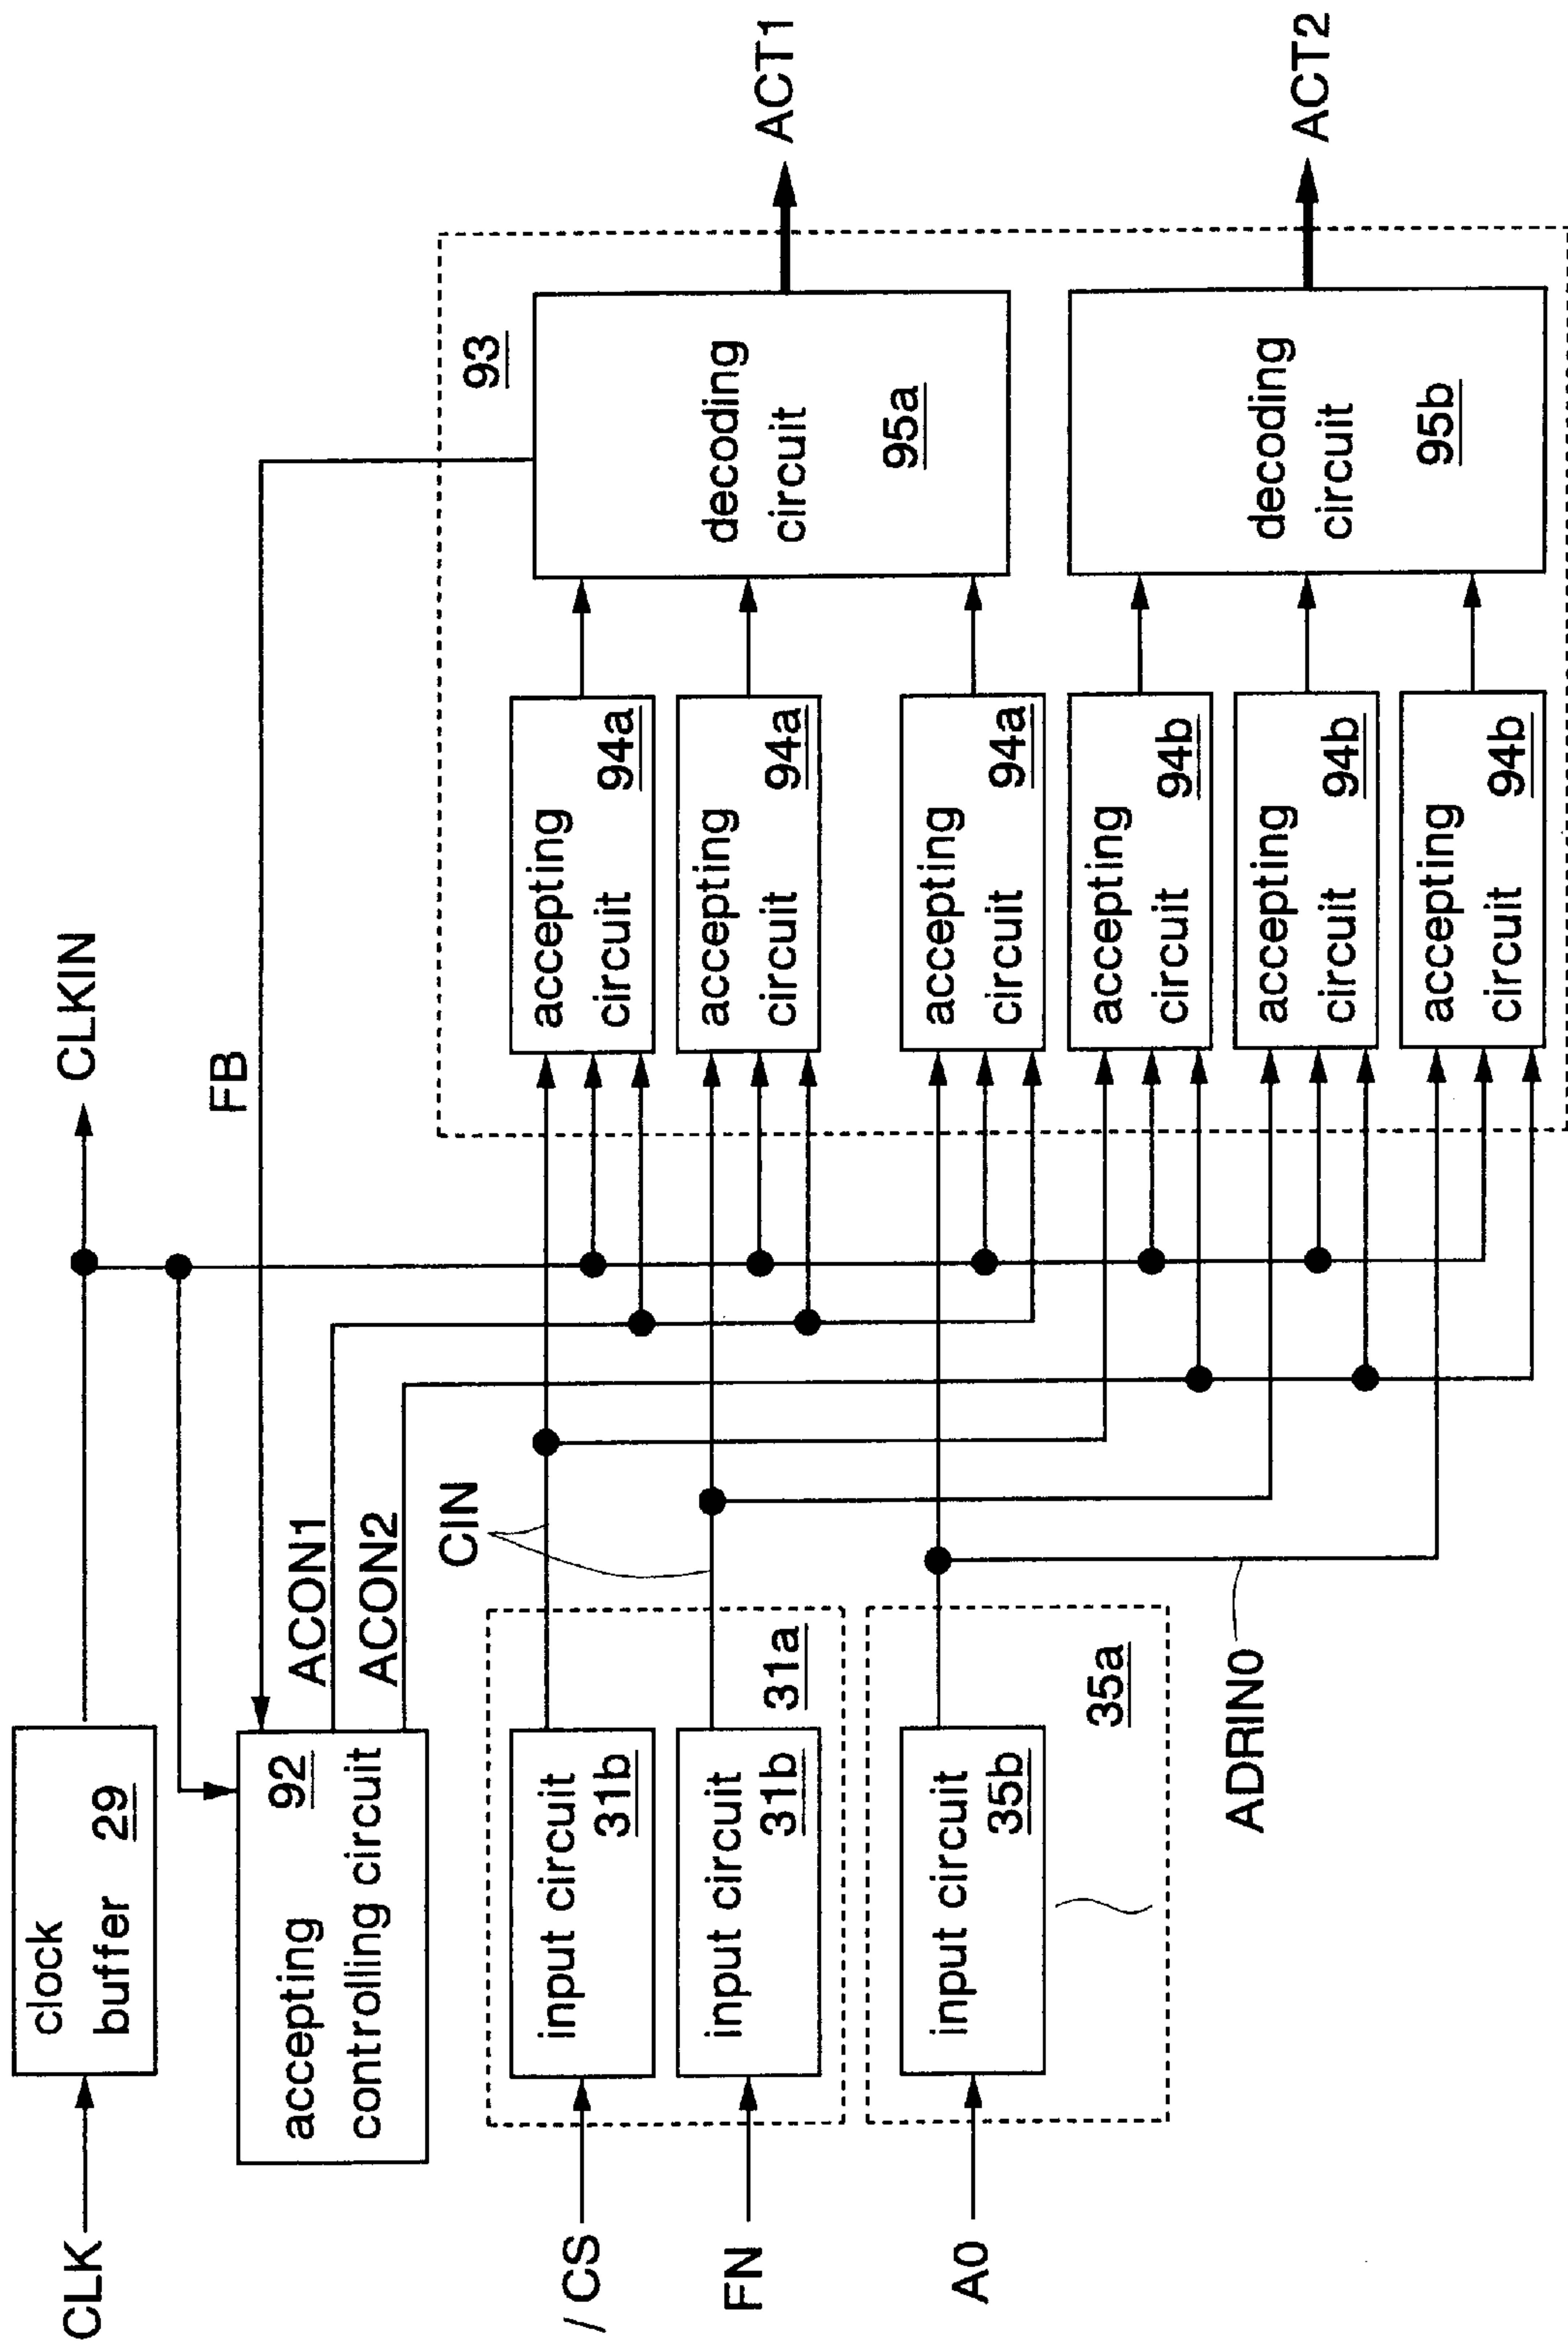 CLK
clock
buffer 29
CLKIN
accepting 92
controlling circuit
FB
ACON1
ACON2
/CS
input circuit
31b
FN
input circuit
31b
31a
CIN
A0
input circuit
35b
35a
ADRIN0
93
accepting
circuit 94a
accepting
circuit 94a
accepting
circuit 94a
accepting
circuit 94b
accepting
circuit 94b
accepting
circuit 94b
decoding
circuit
95a
ACT1
decoding
circuit
95b
ACT2